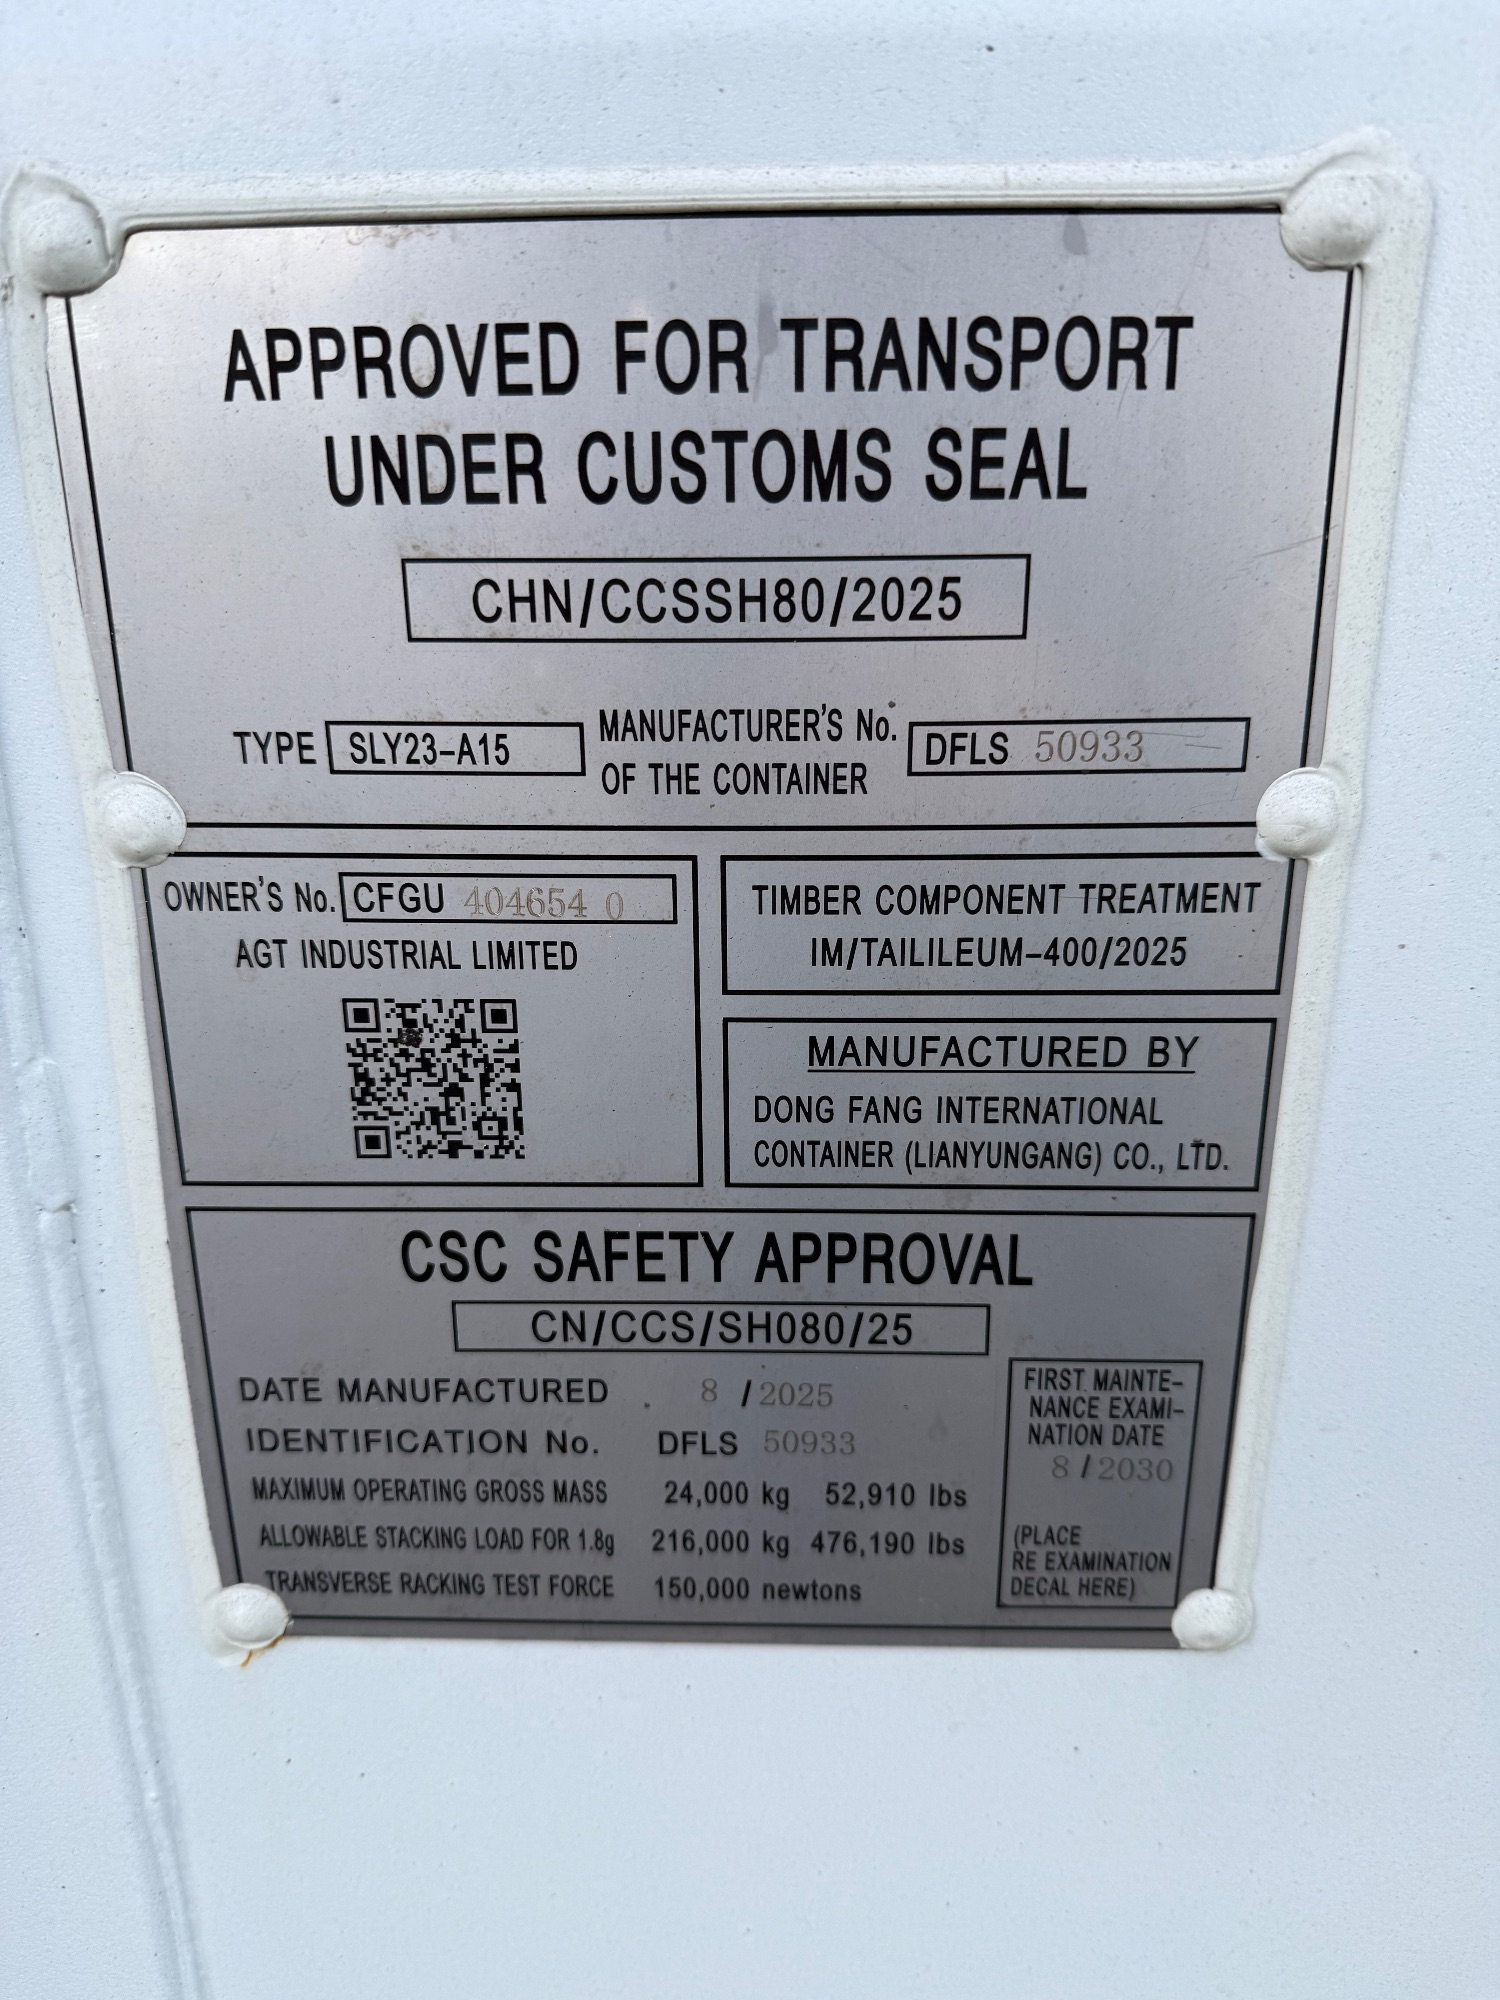 APPROVED FOR TRANSPORT
UNDER CUSTOMS SEAL
CHN/CCSSH80/2025
TYPE SLY23-A15 MANUFACTURER'S No. OF THE CONTAINER DFLS 50933
OWNER'S No. CFGU 404654 0
AGT INDUSTRIAL LIMITED
TIMBER COMPONENT TREATMENT
IM/TAILILEUM-400/2025
MANUFACTURED BY
DONG FANG INTERNATIONAL
CONTAINER (LIANYUNGANG) CO., LTD.
CSC SAFETY APPROVAL
CN/CCS/SH080/25
DATE MANUFACTURED 8 / 2025
IDENTIFICATION No. DFLS 50933
MAXIMUM OPERATING GROSS MASS 24,000 kg 52,910 lbs
ALLOWABLE STACKING LOAD FOR 1.8g 216,000 kg 476,190 lbs
TRANSVERSE RACKING TEST FORCE 150,000 newtons
FIRST MAINTE-
NANCE EXAMI-
NATION DATE
8 / 2030
(PLACE
RE EXAMINATION
DECAL HERE)